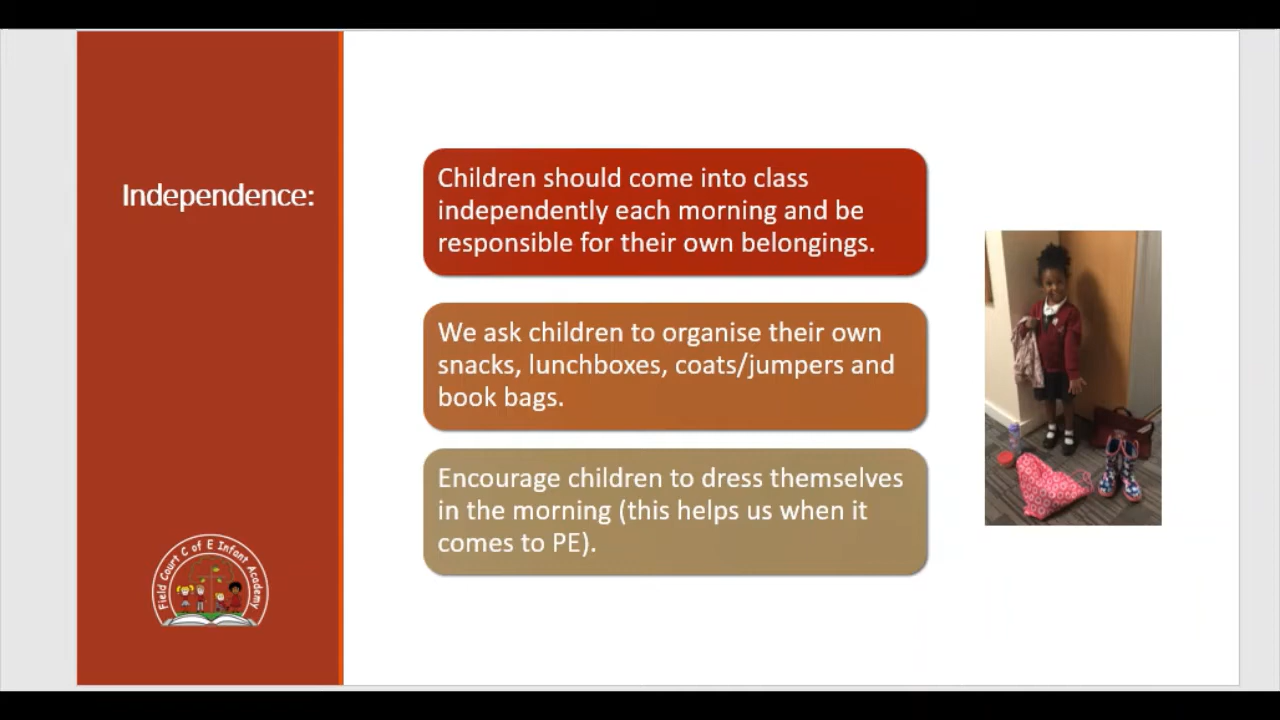 Independence:
Children should come into class
independently each morning and be
responsible for their own belongings.
We ask children to organise their own
snacks, lunchboxes, coats/jumpers and
book bags.
Encourage children to dress themselves
in the morning (this helps us when it
comes to PE).
Field Court C of E Infant Academy